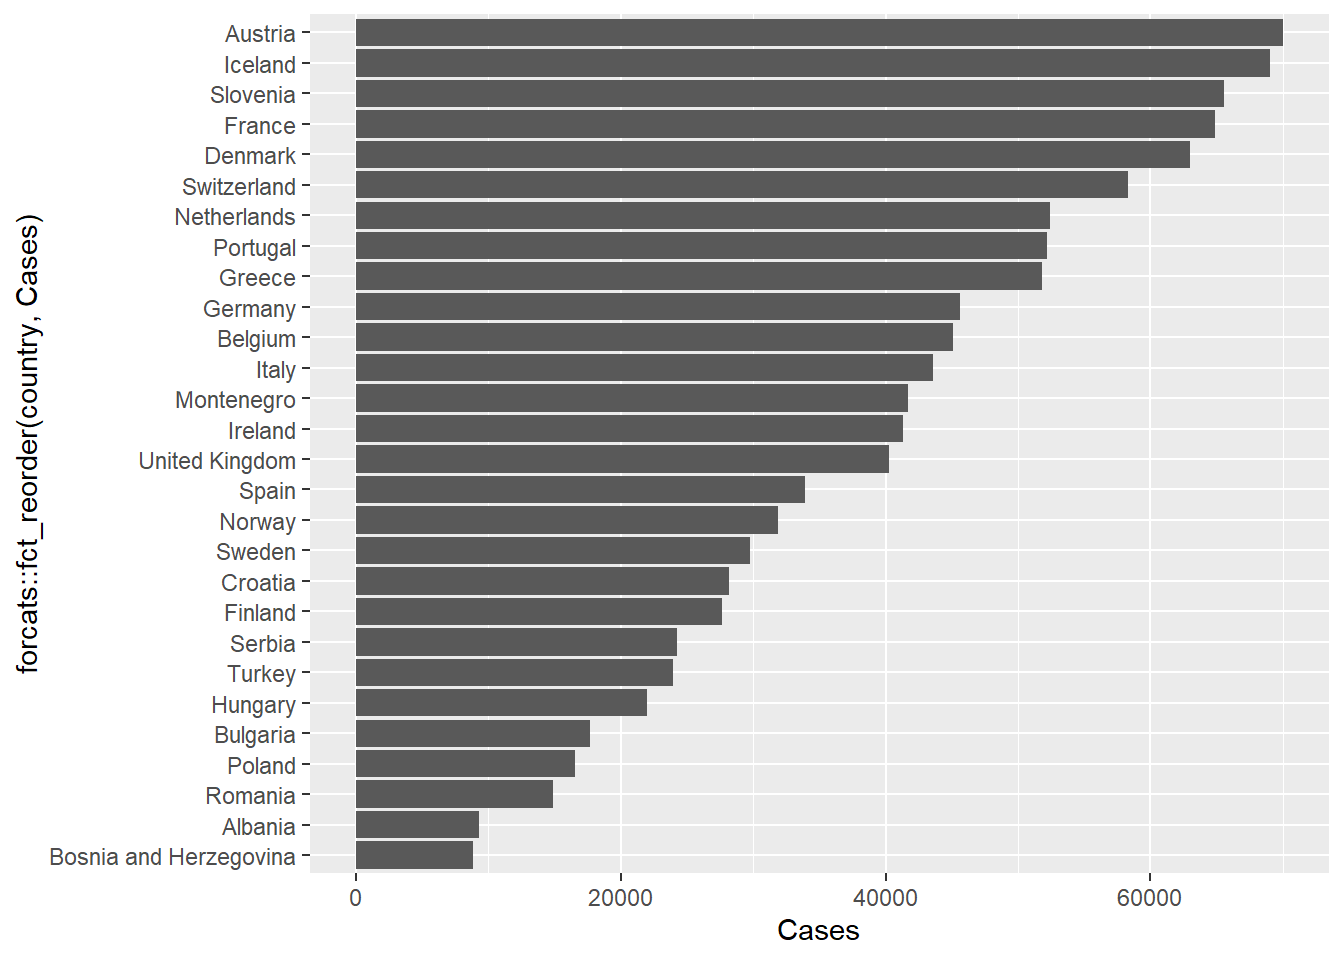 forcats::fct_reorder(country, Cases)
Austria
Iceland
Slovenia
France
Denmark
Switzerland
Netherlands
Portugal
Greece
Germany
Belgium
Italy
Montenegro
Ireland
United Kingdom
Spain
Norway
Sweden
Croatia
Finland
Serbia
Turkey
Hungary
Bulgaria
Poland
Romania
Albania
Bosnia and Herzegovina
0 20000 40000 60000
Cases